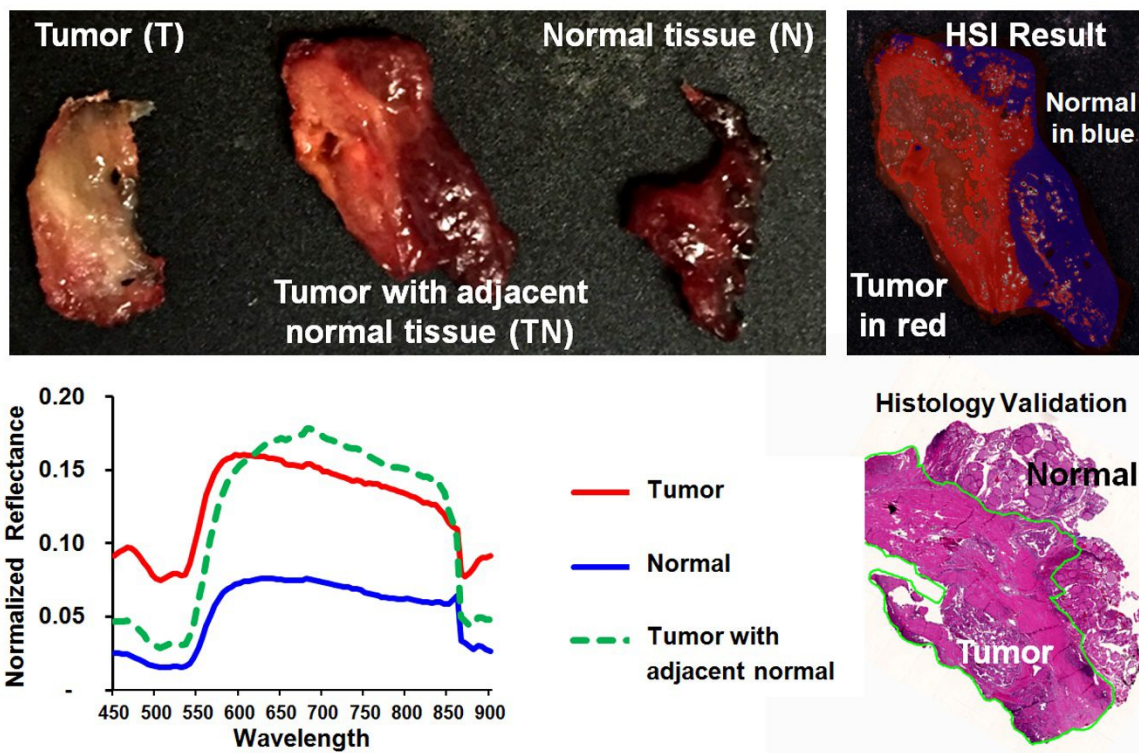 Tumor (T)
Normal tissue (N)
Tumor with adjacent
normal tissue (TN)
HSI Result
Normal
in blue
Tumor
in red
Normalized Reflectance
0.20
0.15
0.10
0.05
-
450 500 550 600 650 700 750 800 850 900
Wavelength
Tumor
Normal
Tumor with
adjacent normal
Histology Validation
Normal
Tumor